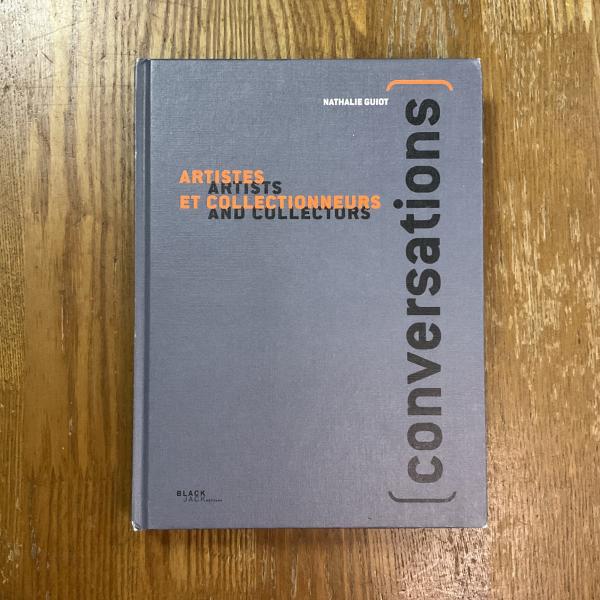 NATHALIE GUIOT
ARTISTES
ARTISTS
ET COLLECTIONNEURS
AND COLLECTORS
[conversations]
BLACK
JACK